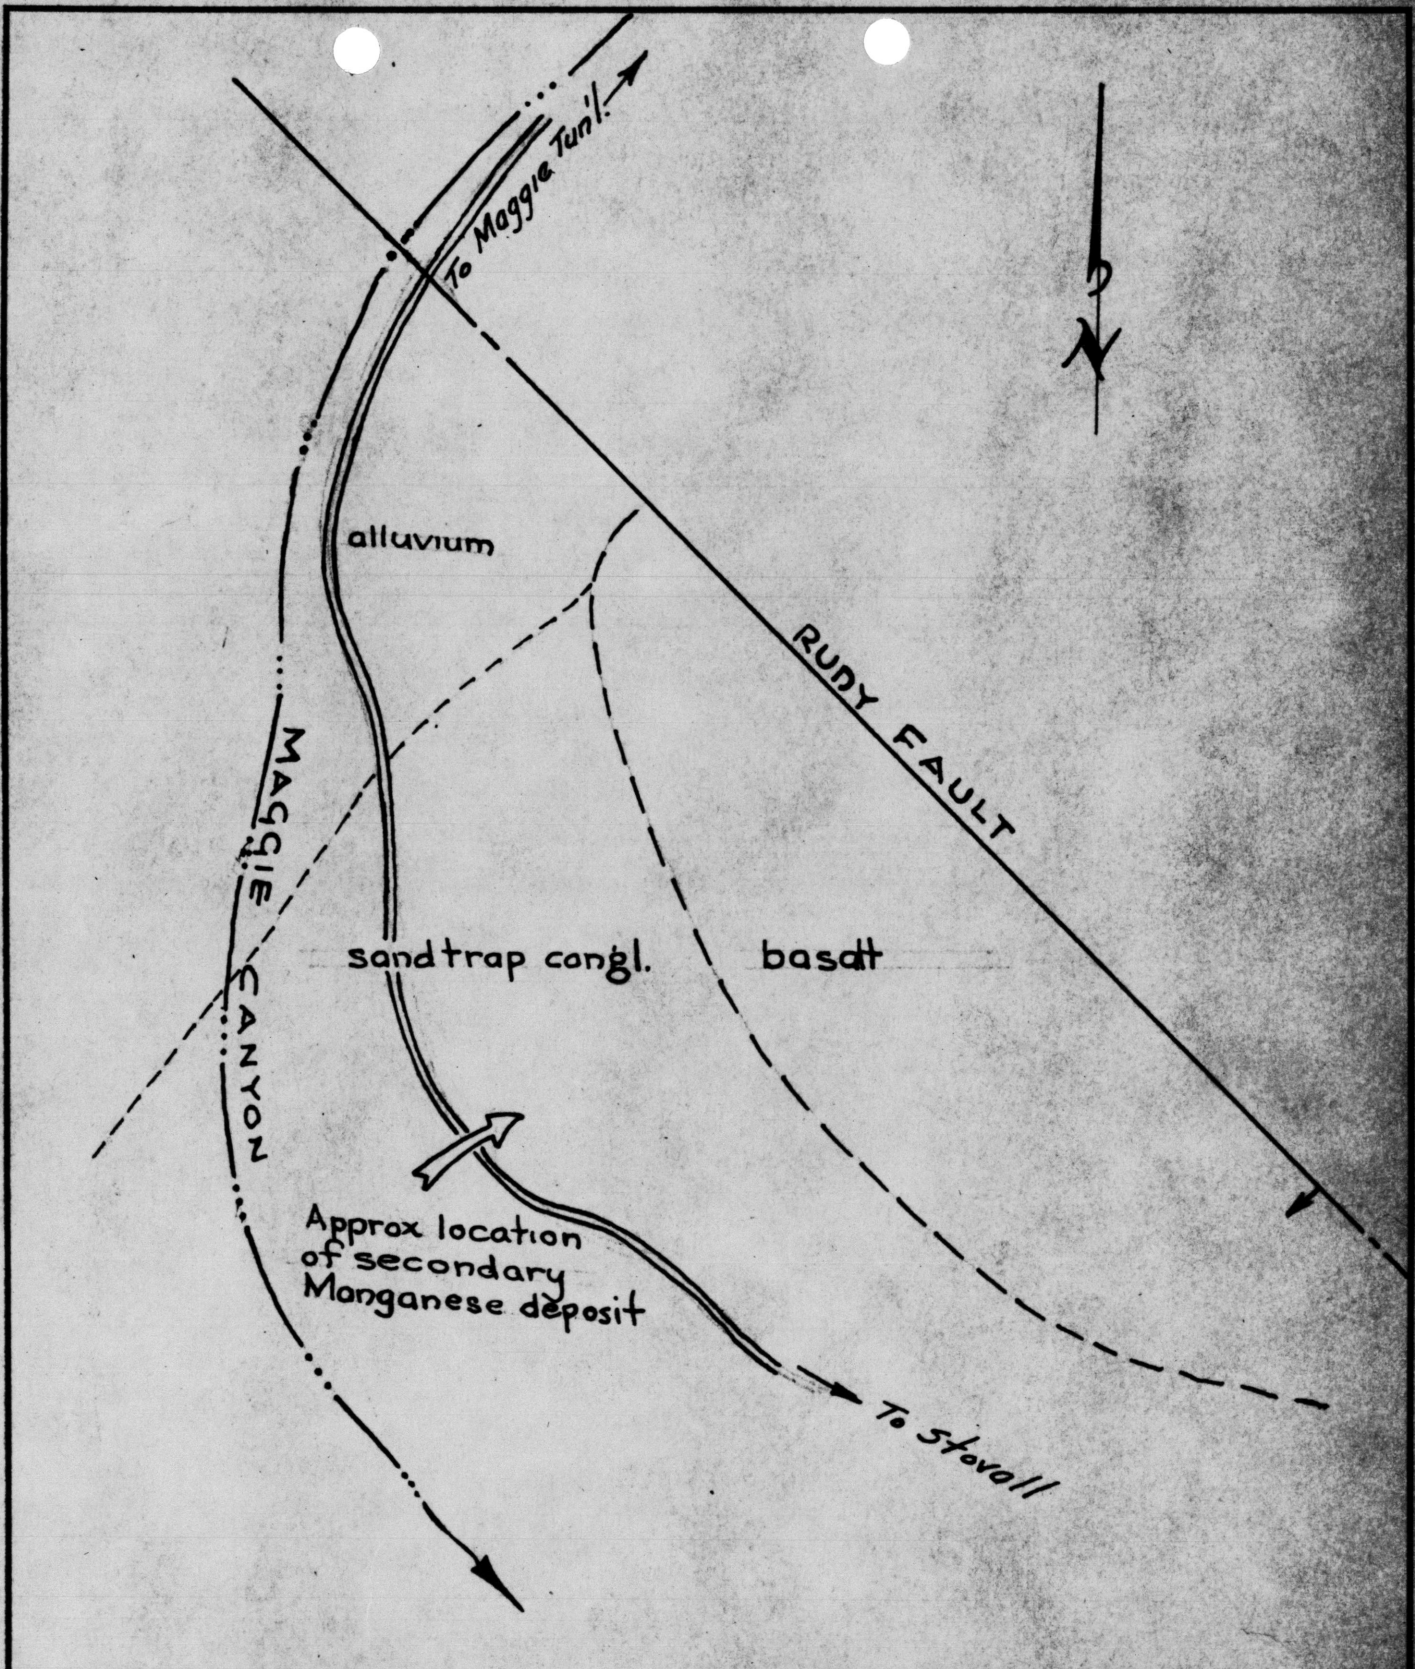 To Maggie Tun'l.
N
alluvium
RUDY FAULT
MAGGIE CANYON
sandtrap congl.
basalt
Approx location
of secondary
Manganese deposit
To Stovall